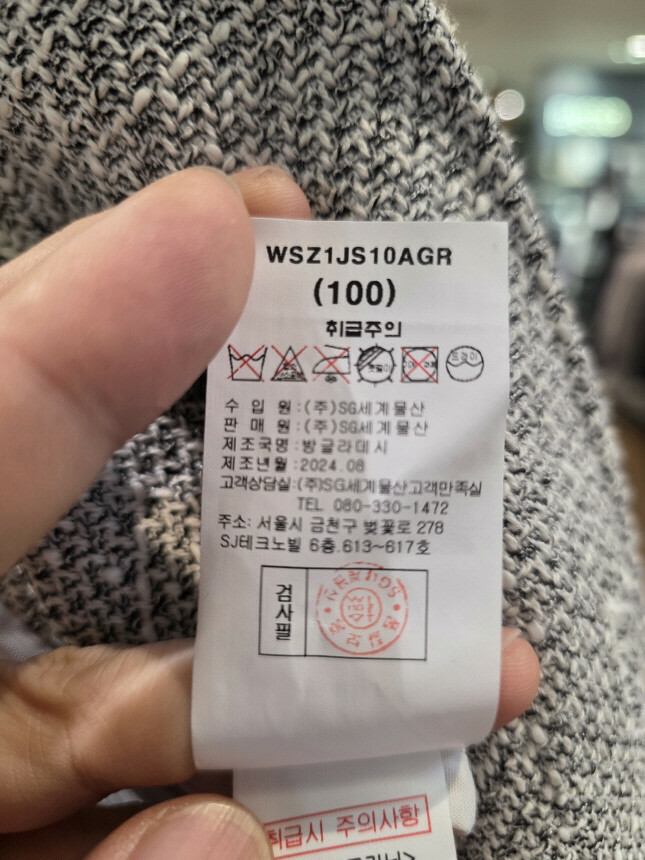 WSZ1JS10AGR
(100)
취급주의
드라이
수 입 원 :(주)SG세계물산
판 매 원 :(주)SG세계물산
제조국명 : 방글라데시
제조년월 : 2024.08
고객상담실:(주)SG세계물산고객만족실
TEL 080-330-1472
주소: 서울시 금천구 벚꽃로 278
SJ테크노빌 6층.613~617호
검사필
취급시 주의사항